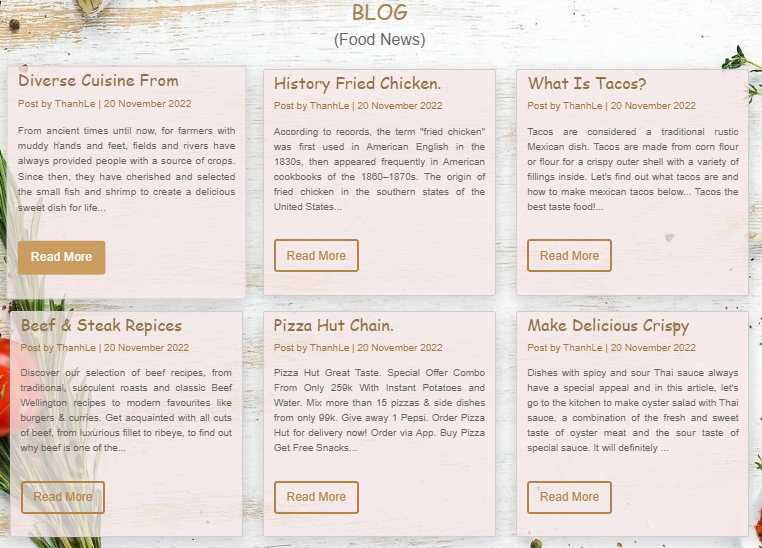 BLOG
(Food News)
Diverse Cuisine From
Post by ThanhLe | 20 November 2022
From ancient times until now, for farmers with
muddy hands and feet, fields and rivers have
always provided people with a source of crops.
Since then, they have cherished and selected
the small fish and shrimp to create a delicious
sweet dish for life...
Read More
History Fried Chicken.
Post by ThanhLe | 20 November 2022
According to records, the term "fried chicken"
was first used in American English in the
1830s, then appeared frequently in American
cookbooks of the 1860–1870s. The origin of
fried chicken in the southern states of the
United States...
Read More
What Is Tacos?
Post by ThanhLe | 20 November 2022
Tacos are considered a traditional rustic
Mexican dish. Tacos are made from corn flour
or flour for a crispy outer shell with a variety of
fillings inside. Let's find out what tacos are and
how to make mexican tacos below... Tacos the
best taste food!...
Read More
Beef & Steak Repices
Post by ThanhLe | 20 November 2022
Discover our selection of beef recipes, from
traditional, succulent roasts and classic Beef
Wellington recipes to modern favourites like
burgers & curries. Get acquainted with all cuts
of beef, from luxurious fillet to ribeye, to find out
why beef is one of the...
Read More
Pizza Hut Chain.
Post by ThanhLe | 20 November 2022
Pizza Hut Great Taste. Special Offer Combo
From Only 259k With Instant Potatoes and
Water. Mix more than 15 pizzas & side dishes
from only 99k. Give away 1 Pepsi. Order Pizza
Hut for delivery now! Order via App. Buy Pizza
Get Free Snacks...
Read More
Make Delicious Crispy
Post by ThanhLe | 20 November 2022
Dishes with spicy and sour Thai sauce always
have a special appeal and in this article, let's
go to the kitchen to make oyster salad with Thai
sauce, a combination of the fresh and sweet
taste of oyster meat and the sour taste of
special sauce. It will definitely ...
Read More